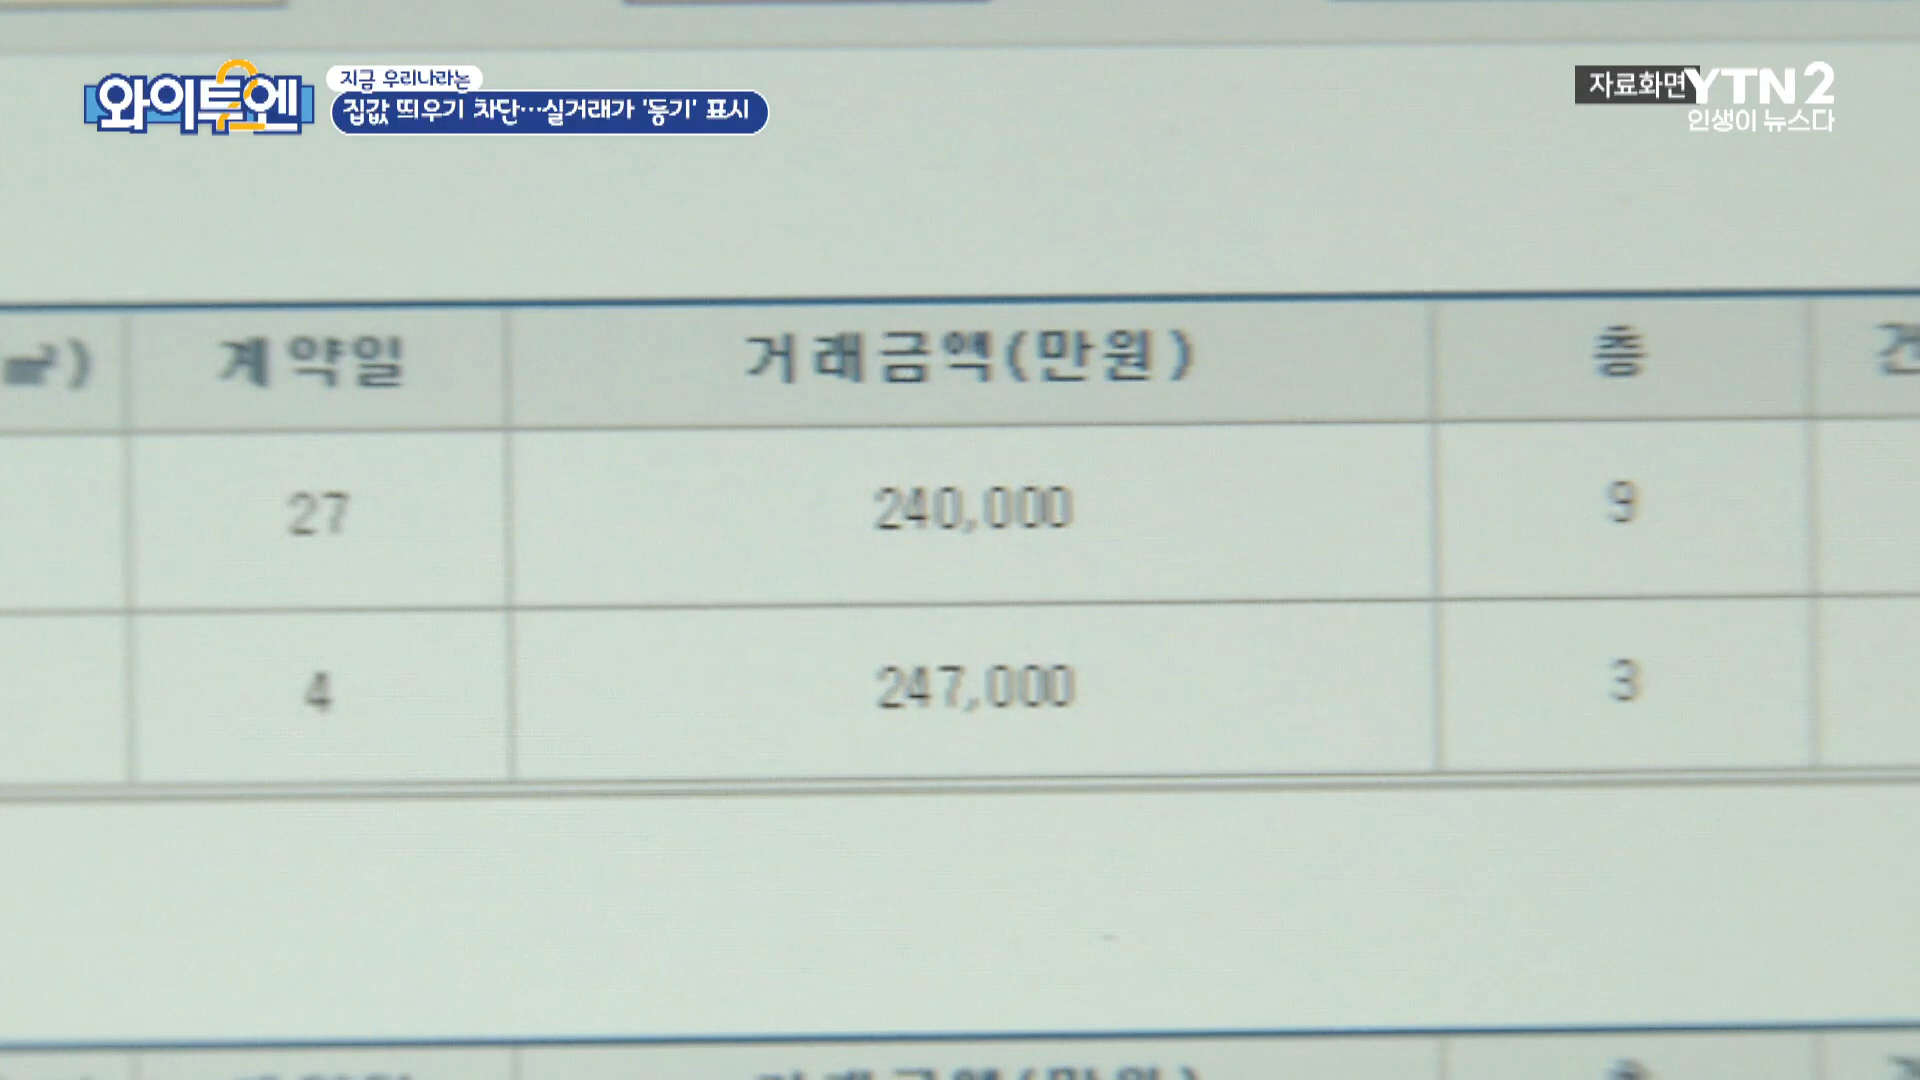 와이투엔
지금 우리나라는
집값 띄우기 차단…실거래가 '등기' 표시
자료화면
YTN2
인생이 뉴스다
㎡) 계약일 거래금액(만원) 층
27 240,000 9
4 247,000 3